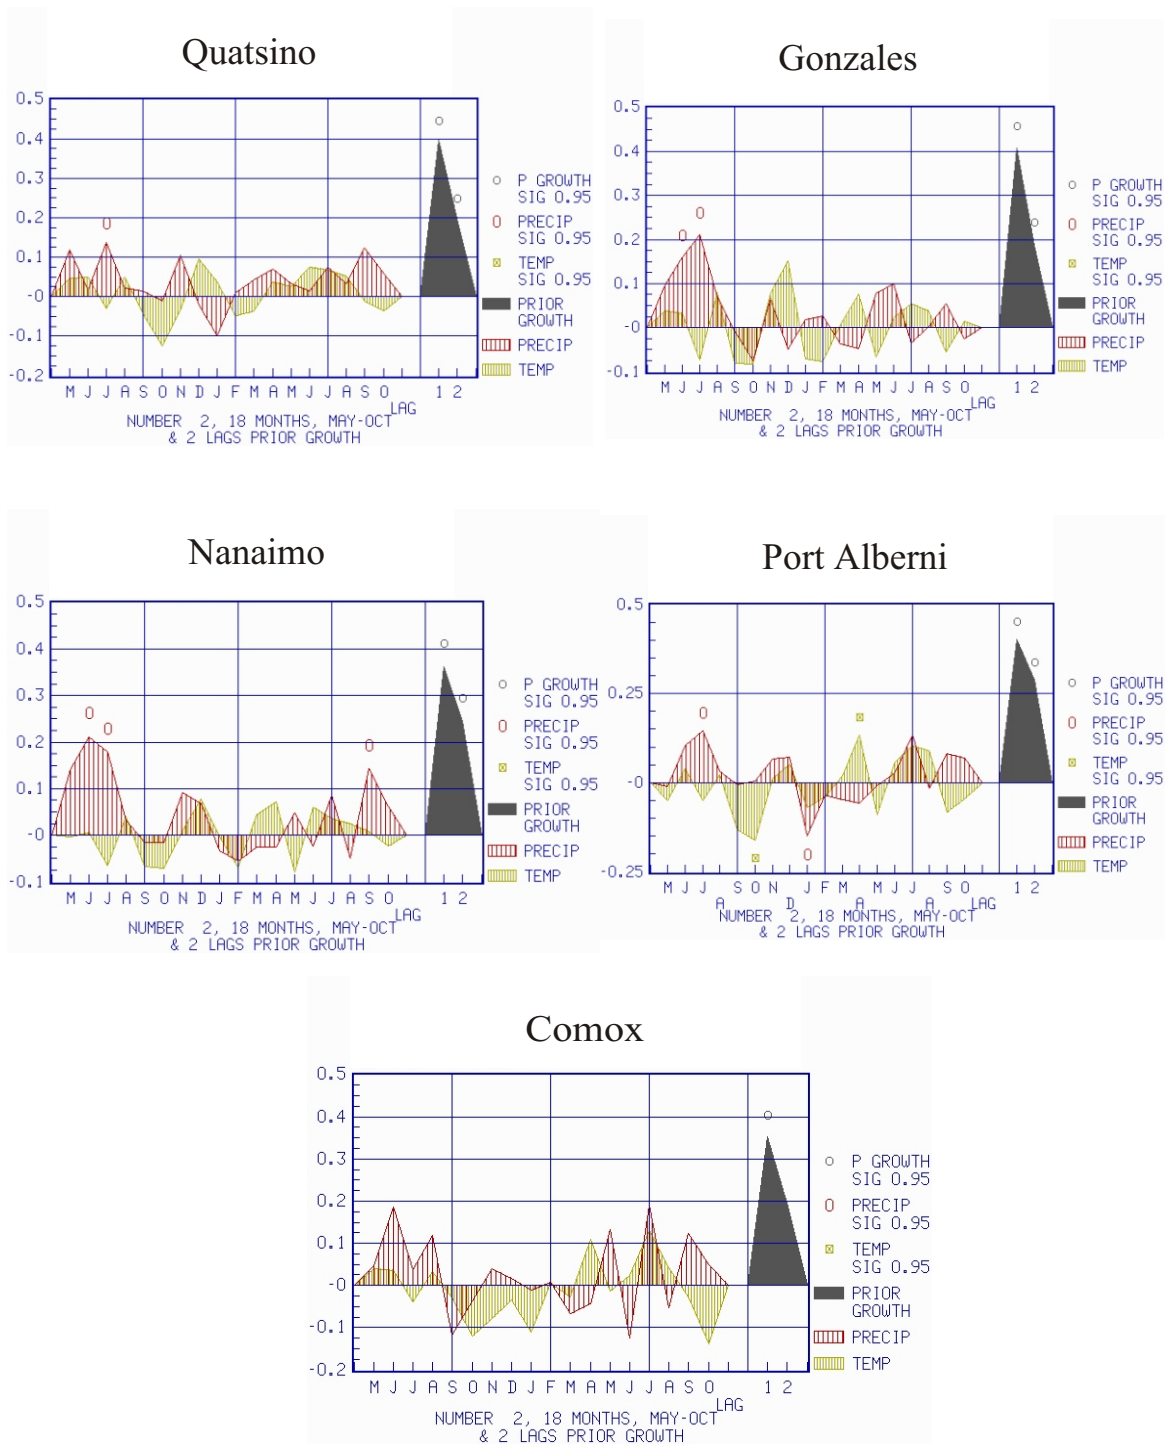 Quatsino
0.5
0.4
0.3
0.2
0.1
-0
-0.1
-0.2
M J J A S O N D J F M A M J J A S O
LAG
1 2
NUMBER 2, 18 MONTHS, MAY-OCT
& 2 LAGS PRIOR GROWTH
P GROWTH
SIG 0.95
PRECIP
SIG 0.95
TEMP
SIG 0.95
PRIOR
GROWTH
PRECIP
TEMP
Gonzales
0.5
0.4
0.3
0.2
0.1
-0
-0.1
M J J A S O N D J F M A M J J A S O
LAG
1 2
NUMBER 2, 18 MONTHS, MAY-OCT
& 2 LAGS PRIOR GROWTH
P GROWTH
SIG 0.95
PRECIP
SIG 0.95
TEMP
SIG 0.95
PRIOR
GROWTH
PRECIP
TEMP
Nanaimo
0.5
0.4
0.3
0.2
0.1
-0
-0.1
M J J A S O N D J F M A M J J A S O
LAG
1 2
NUMBER 2, 18 MONTHS, MAY-OCT
& 2 LAGS PRIOR GROWTH
P GROWTH
SIG 0.95
PRECIP
SIG 0.95
TEMP
SIG 0.95
PRIOR
GROWTH
PRECIP
TEMP
Port Alberni
0.5
0.25
-0
-0.25
M J J S O N J F M M J J S O LAG 1 2
A D A A
NUMBER 2, 18 MONTHS, MAY-OCT
& 2 LAGS PRIOR GROWTH
P GROWTH
SIG 0.95
PRECIP
SIG 0.95
TEMP
SIG 0.95
PRIOR
GROWTH
PRECIP
TEMP
Comox
0.5
0.4
0.3
0.2
0.1
-0
-0.1
-0.2
M J J A S O N D J F M A M J J A S O
LAG
1 2
NUMBER 2, 18 MONTHS, MAY-OCT
& 2 LAGS PRIOR GROWTH
P GROWTH
SIG 0.95
PRECIP
SIG 0.95
TEMP
SIG 0.95
PRIOR
GROWTH
PRECIP
TEMP